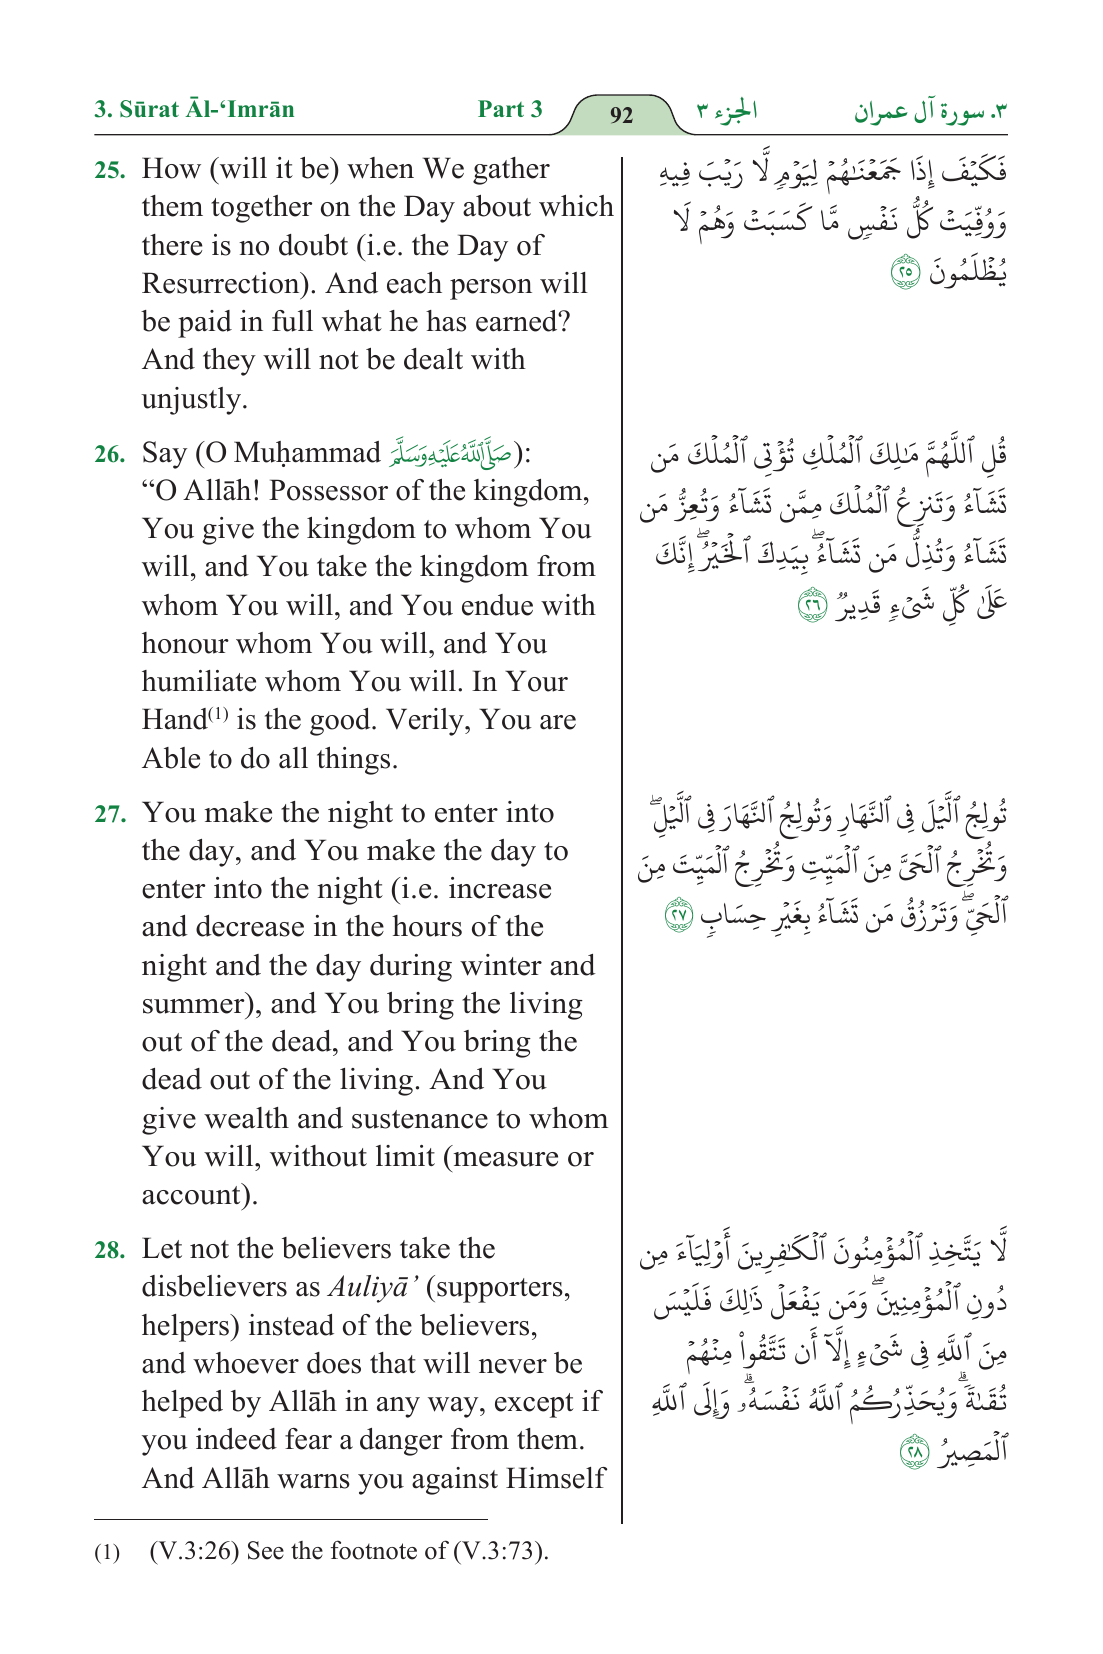 3. Sūrat Āl-‘Imrān Part 3 92 الجزء ٣ ٣. سورة آل عمران
25. How (will it be) when We gather
them together on the Day about which
there is no doubt (i.e. the Day of
Resurrection). And each person will
be paid in full what he has earned?
And they will not be dealt with
unjustly.
فَكَيْفَ إِذَا جَمَعْنَٰهُمْ لِيَوْمٍ لَّا رَيْبَ فِيهِ
وَوُفِّيَتْ كُلُّ نَفْسٍ مَّا كَسَبَتْ وَهُمْ لَا
يُظْلَمُونَ ٢٥
26. Say (O Muḥammad صَلَّى ٱللَّهُ عَلَيْهِ وَسَلَّمَ):
“O Allāh! Possessor of the kingdom,
You give the kingdom to whom You
will, and You take the kingdom from
whom You will, and You endue with
honour whom You will, and You
humiliate whom You will. In Your
Hand(1) is the good. Verily, You are
Able to do all things.
قُلِ ٱللَّهُمَّ مَٰلِكَ ٱلْمُلْكِ تُؤْتِى ٱلْمُلْكَ مَن
تَشَآءُ وَتَنزِعُ ٱلْمُلْكَ مِمَّن تَشَآءُ وَتُعِزُّ مَن
تَشَآءُ وَتُذِلُّ مَن تَشَآءُ ۖ بِيَدِكَ ٱلْخَيْرُ ۖ إِنَّكَ
عَلَىٰ كُلِّ شَىْءٍ قَدِيرٌ ٢٦
27. You make the night to enter into
the day, and You make the day to
enter into the night (i.e. increase
and decrease in the hours of the
night and the day during winter and
summer), and You bring the living
out of the dead, and You bring the
dead out of the living. And You
give wealth and sustenance to whom
You will, without limit (measure or
account).
تُولِجُ ٱلَّيْلَ فِى ٱلنَّهَارِ وَتُولِجُ ٱلنَّهَارَ فِى ٱلَّيْلِ ۖ
وَتُخْرِجُ ٱلْحَىَّ مِنَ ٱلْمَيِّتِ وَتُخْرِجُ ٱلْمَيِّتَ مِنَ
ٱلْحَىِّ ۖ وَتَرْزُقُ مَن تَشَآءُ بِغَيْرِ حِسَابٍ ٢٧
28. Let not the believers take the
disbelievers as Auliyā’ (supporters,
helpers) instead of the believers,
and whoever does that will never be
helped by Allāh in any way, except if
you indeed fear a danger from them.
And Allāh warns you against Himself
لَّا يَتَّخِذِ ٱلْمُؤْمِنُونَ ٱلْكَٰفِرِينَ أَوْلِيَآءَ مِن
دُونِ ٱلْمُؤْمِنِينَ ۖ وَمَن يَفْعَلْ ذَٰلِكَ فَلَيْسَ
مِنَ ٱللَّهِ فِى شَىْءٍ إِلَّآ أَن تَتَّقُوا۟ مِنْهُمْ
تُقَىٰةً ۗ وَيُحَذِّرُكُمُ ٱللَّهُ نَفْسَهُۥ ۗ وَإِلَى ٱللَّهِ
ٱلْمَصِيرُ ٢٨
(1) (V.3:26) See the footnote of (V.3:73).